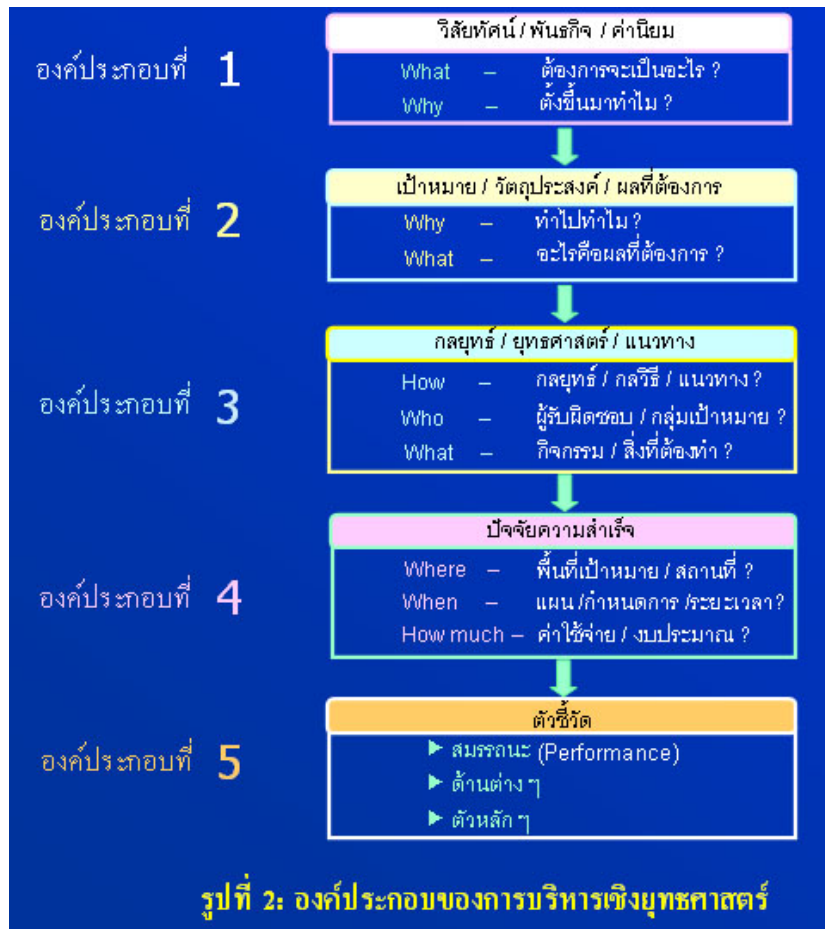 วิสัยทัศน์ / พันธกิจ / ค่านิยม
องค์ประกอบที่ 1
What – ต้องการจะเป็นอะไร ?
Why – ตั้งขึ้นมาทำไม ?
เป้าหมาย / วัตถุประสงค์ / ผลที่ต้องการ
องค์ประกอบที่ 2
Why – ทำไปทำไม ?
What – อะไรคือผลที่ต้องการ ?
กลยุทธ์ / ยุทธศาสตร์ / แนวทาง
องค์ประกอบที่ 3
How – กลยุทธ์ / กลวิธี / แนวทาง ?
Who – ผู้รับผิดชอบ / กลุ่มเป้าหมาย ?
What – กิจกรรม / สิ่งที่ต้องทำ ?
ปัจจัยความสำเร็จ
องค์ประกอบที่ 4
Where – พื้นที่เป้าหมาย / สถานที่ ?
When – แผน /กำหนดการ /ระยะเวลา?
How much – ค่าใช้จ่าย / งบประมาณ ?
ตัวชี้วัด
องค์ประกอบที่ 5
► สมรรถนะ (Performance)
► ด้านต่าง ๆ
► ตัวหลัก ๆ
รูปที่ 2: องค์ประกอบของการบริหารเชิงยุทธศาสตร์